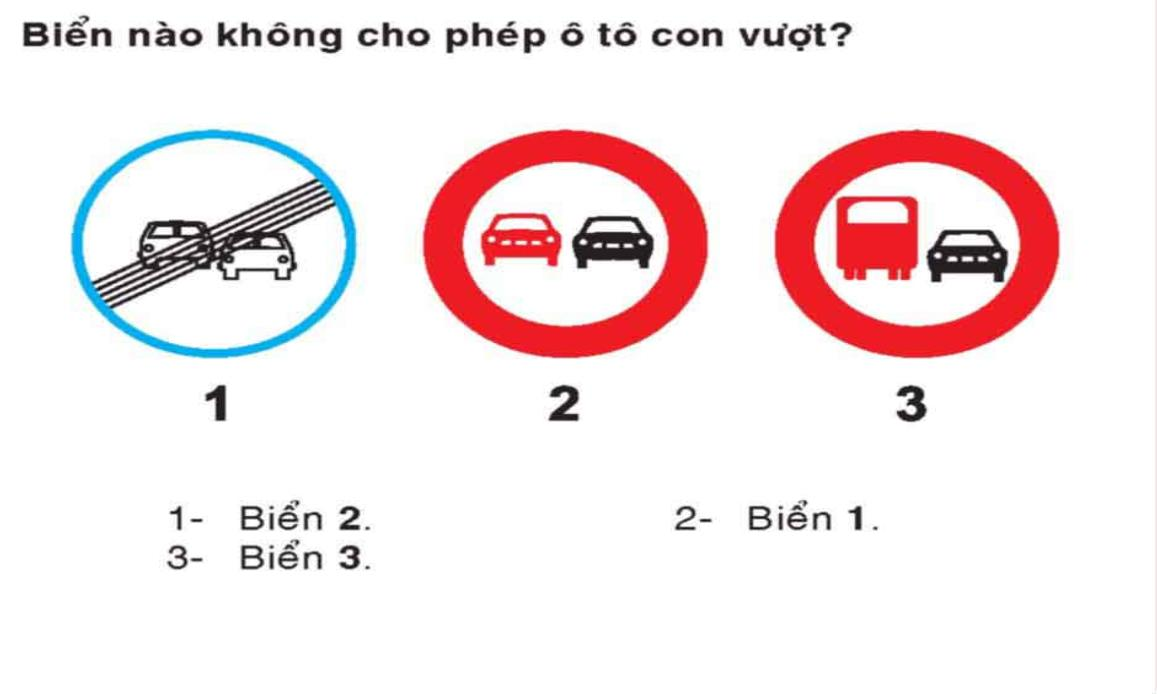 Biển nào không cho phép ô tô con vượt?
1 2 3
1- Biển 2. 2- Biển 1.
3- Biển 3.